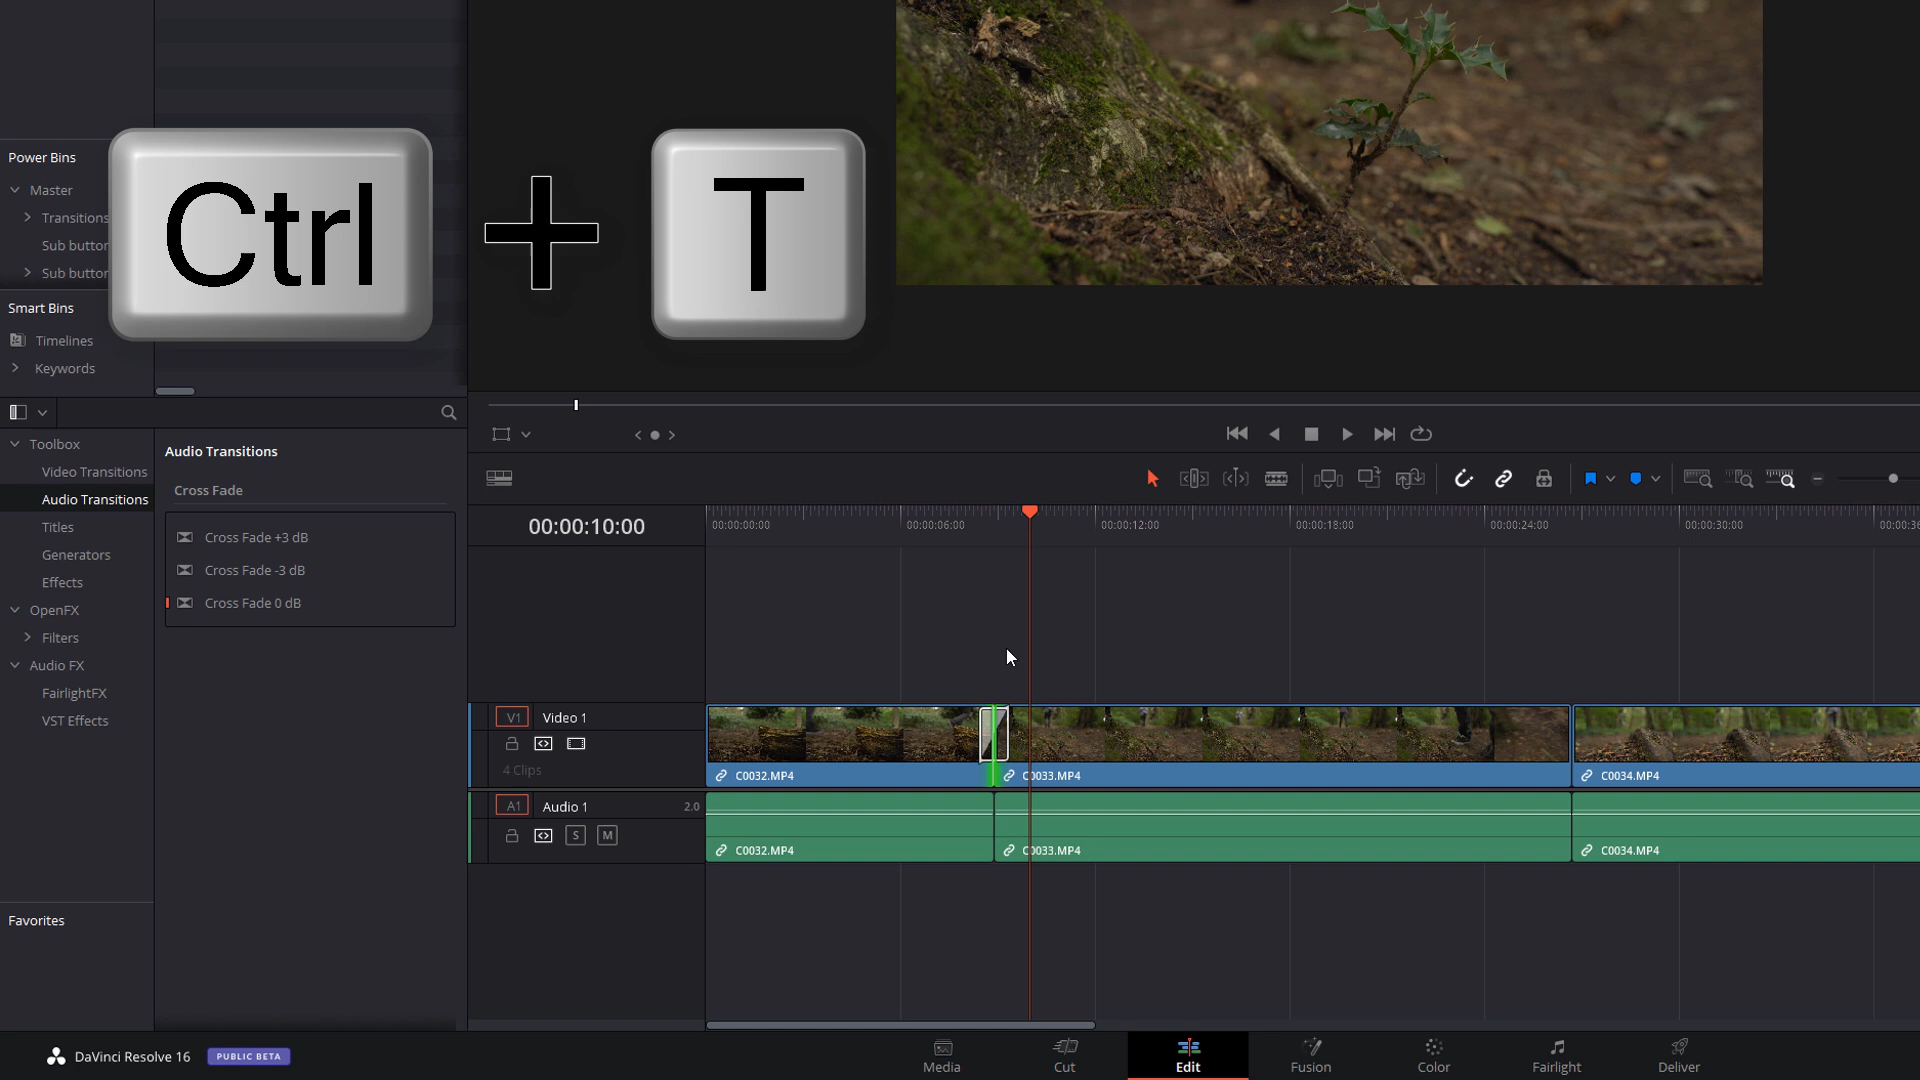 Power Bins
Master
Transitions
Sub button
Sub button
Smart Bins
Timelines
Keywords
Ctrl
+
T
Toolbox
Video Transitions
Audio Transitions
Titles
Generators
Effects
OpenFX
Filters
Audio FX
FairlightFX
VST Effects
Favorites
Audio Transitions
Cross Fade
Cross Fade +3 dB
Cross Fade -3 dB
Cross Fade 0 dB
00:00:10:00
00:00:00:00
00:00:06:00
00:00:12:00
00:00:18:00
00:00:24:00
00:00:30:00
00:00:36
V1 Video 1
4 Clips
C0032.MP4
C0033.MP4
C0034.MP4
A1 Audio 1 2.0
S M
C0032.MP4
C0033.MP4
C0034.MP4
DaVinci Resolve 16
PUBLIC BETA
Media
Cut
Edit
Fusion
Color
Fairlight
Deliver